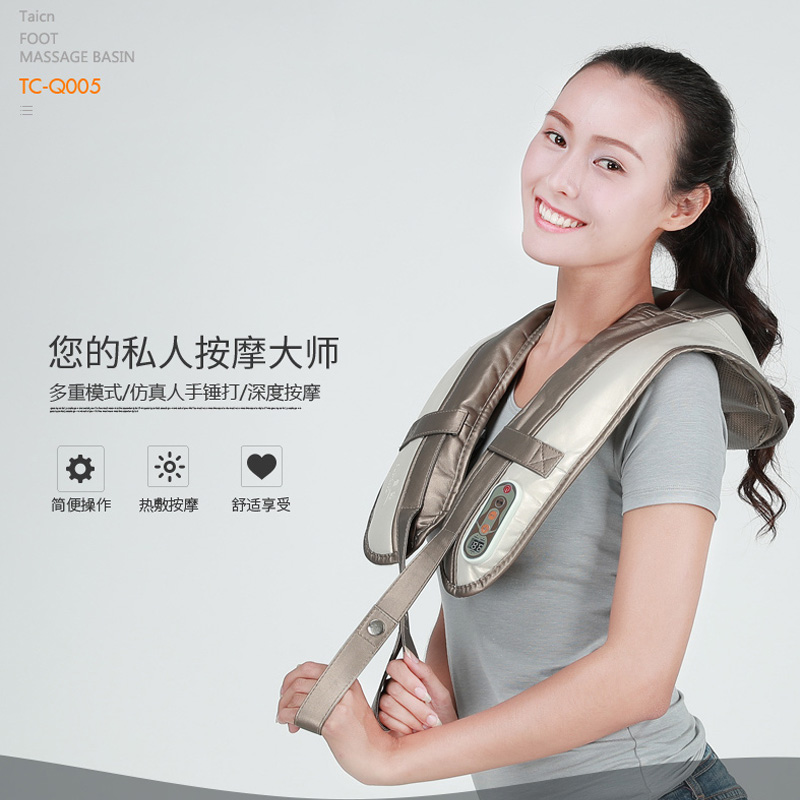 Taicn
FOOT
MASSAGE BASIN
TC-Q005
您的私人按摩大师
多重模式/仿真人手锤打/深度按摩
简便操作
热敷按摩
舒适享受